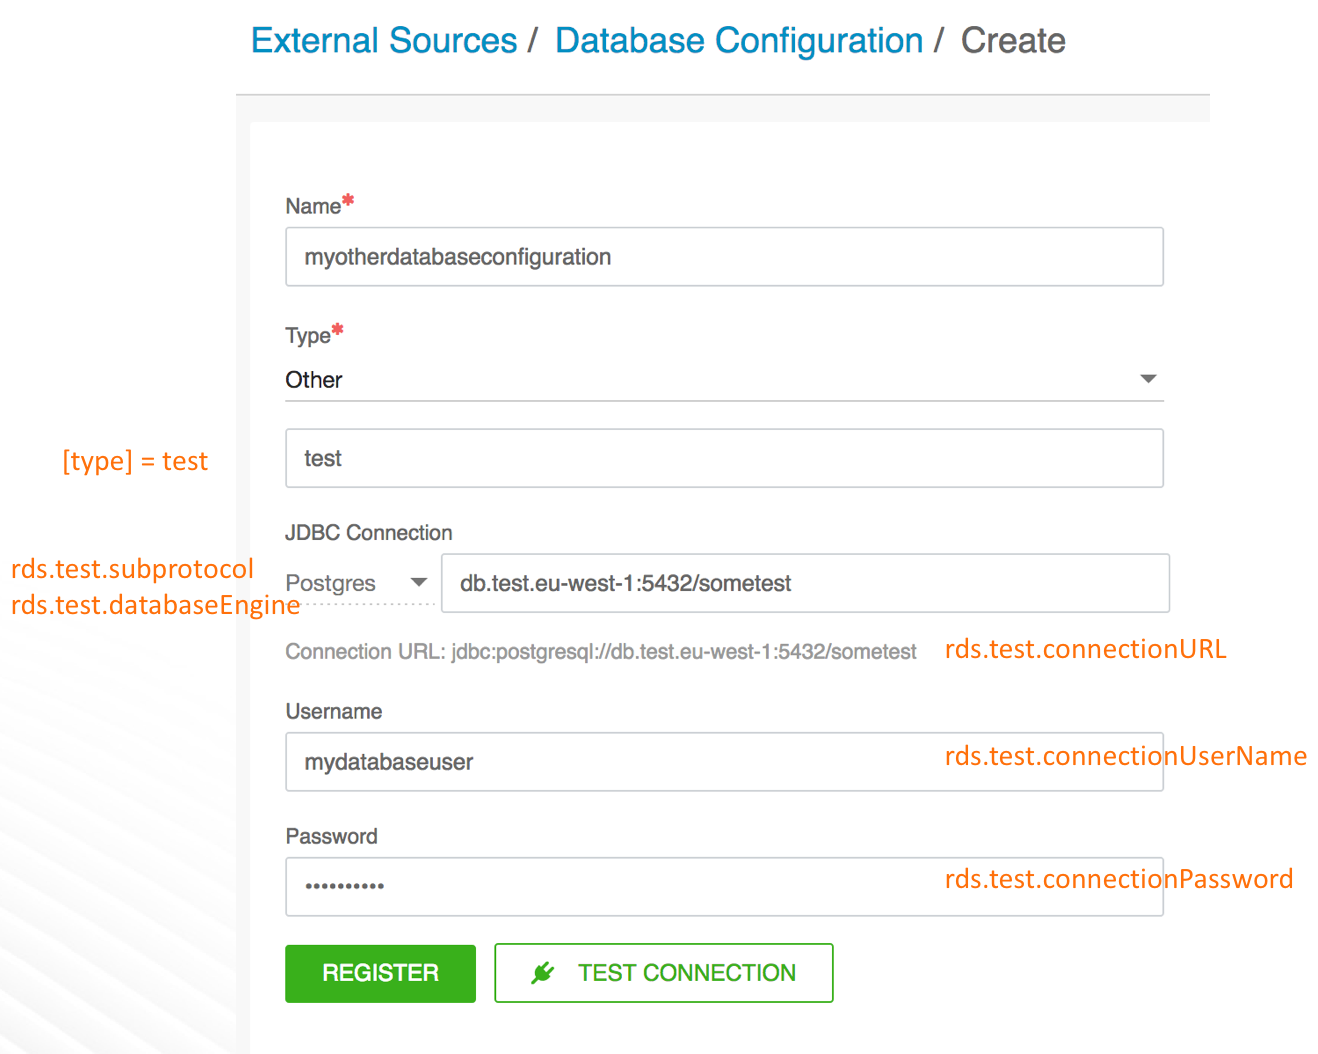 External Sources / Database Configuration / Create
Name*
myotherdatabaseconfiguration
Type*
Other
[type] = test
test
JDBC Connection
rds.test.subprotocol
rds.test.databaseEngine
Postgres
db.test.eu-west-1:5432/sometest
Connection URL: jdbc:postgresql://db.test.eu-west-1:5432/sometest
rds.test.connectionURL
Username
mydatabaseuser
rds.test.connectionUserName
Password
••••••••••
rds.test.connectionPassword
REGISTER
TEST CONNECTION